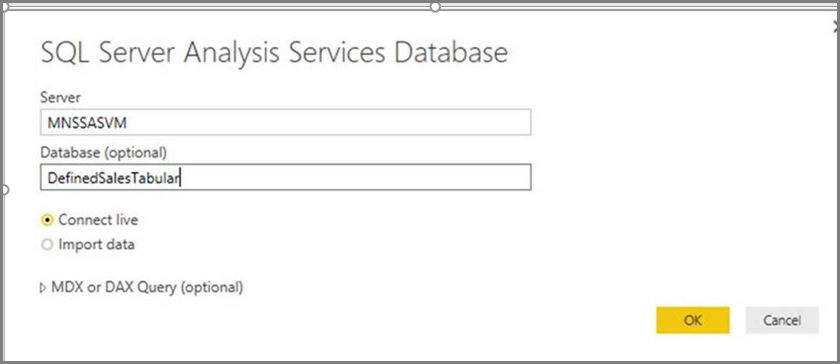 SQL Server Analysis Services Database
Server
MNSSASVM
Database (optional)
DefinedSalesTabular
Connect live
Import data
MDX or DAX Query (optional)
OK Cancel